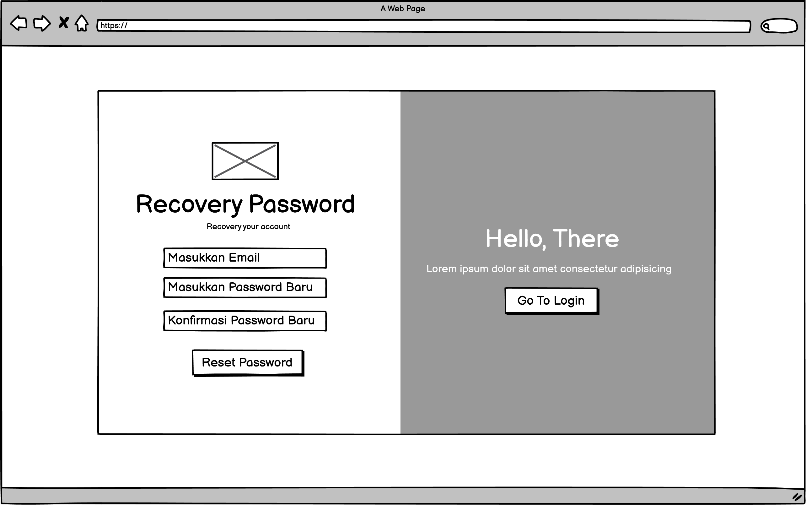 A Web Page
https://
Recovery Password
Recovery your account
Masukkan Email
Masukkan Password Baru
Konfirmasi Password Baru
Reset Password
Hello, There
Lorem ipsum dolor sit amet consectetur adipisicing
Go To Login